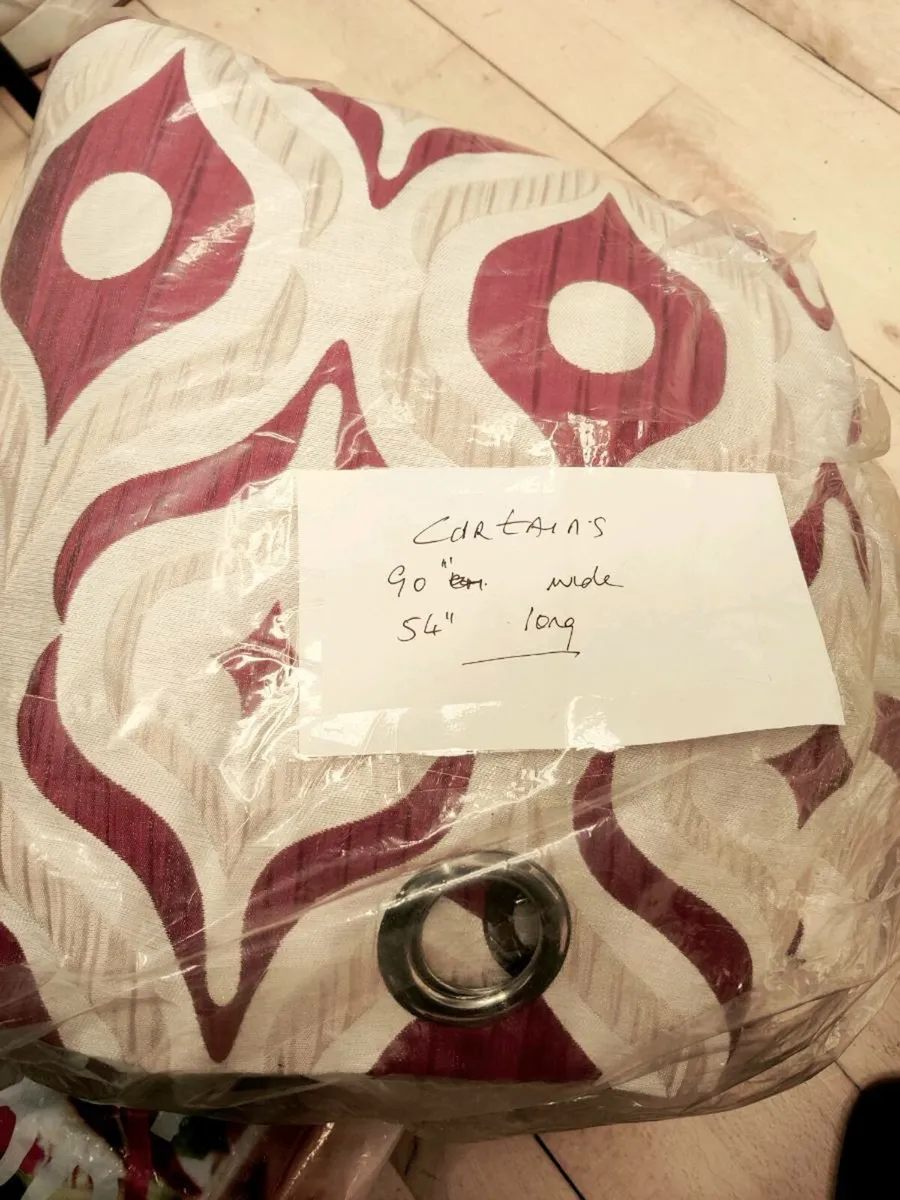 CURTAINS
90" wide
54" long